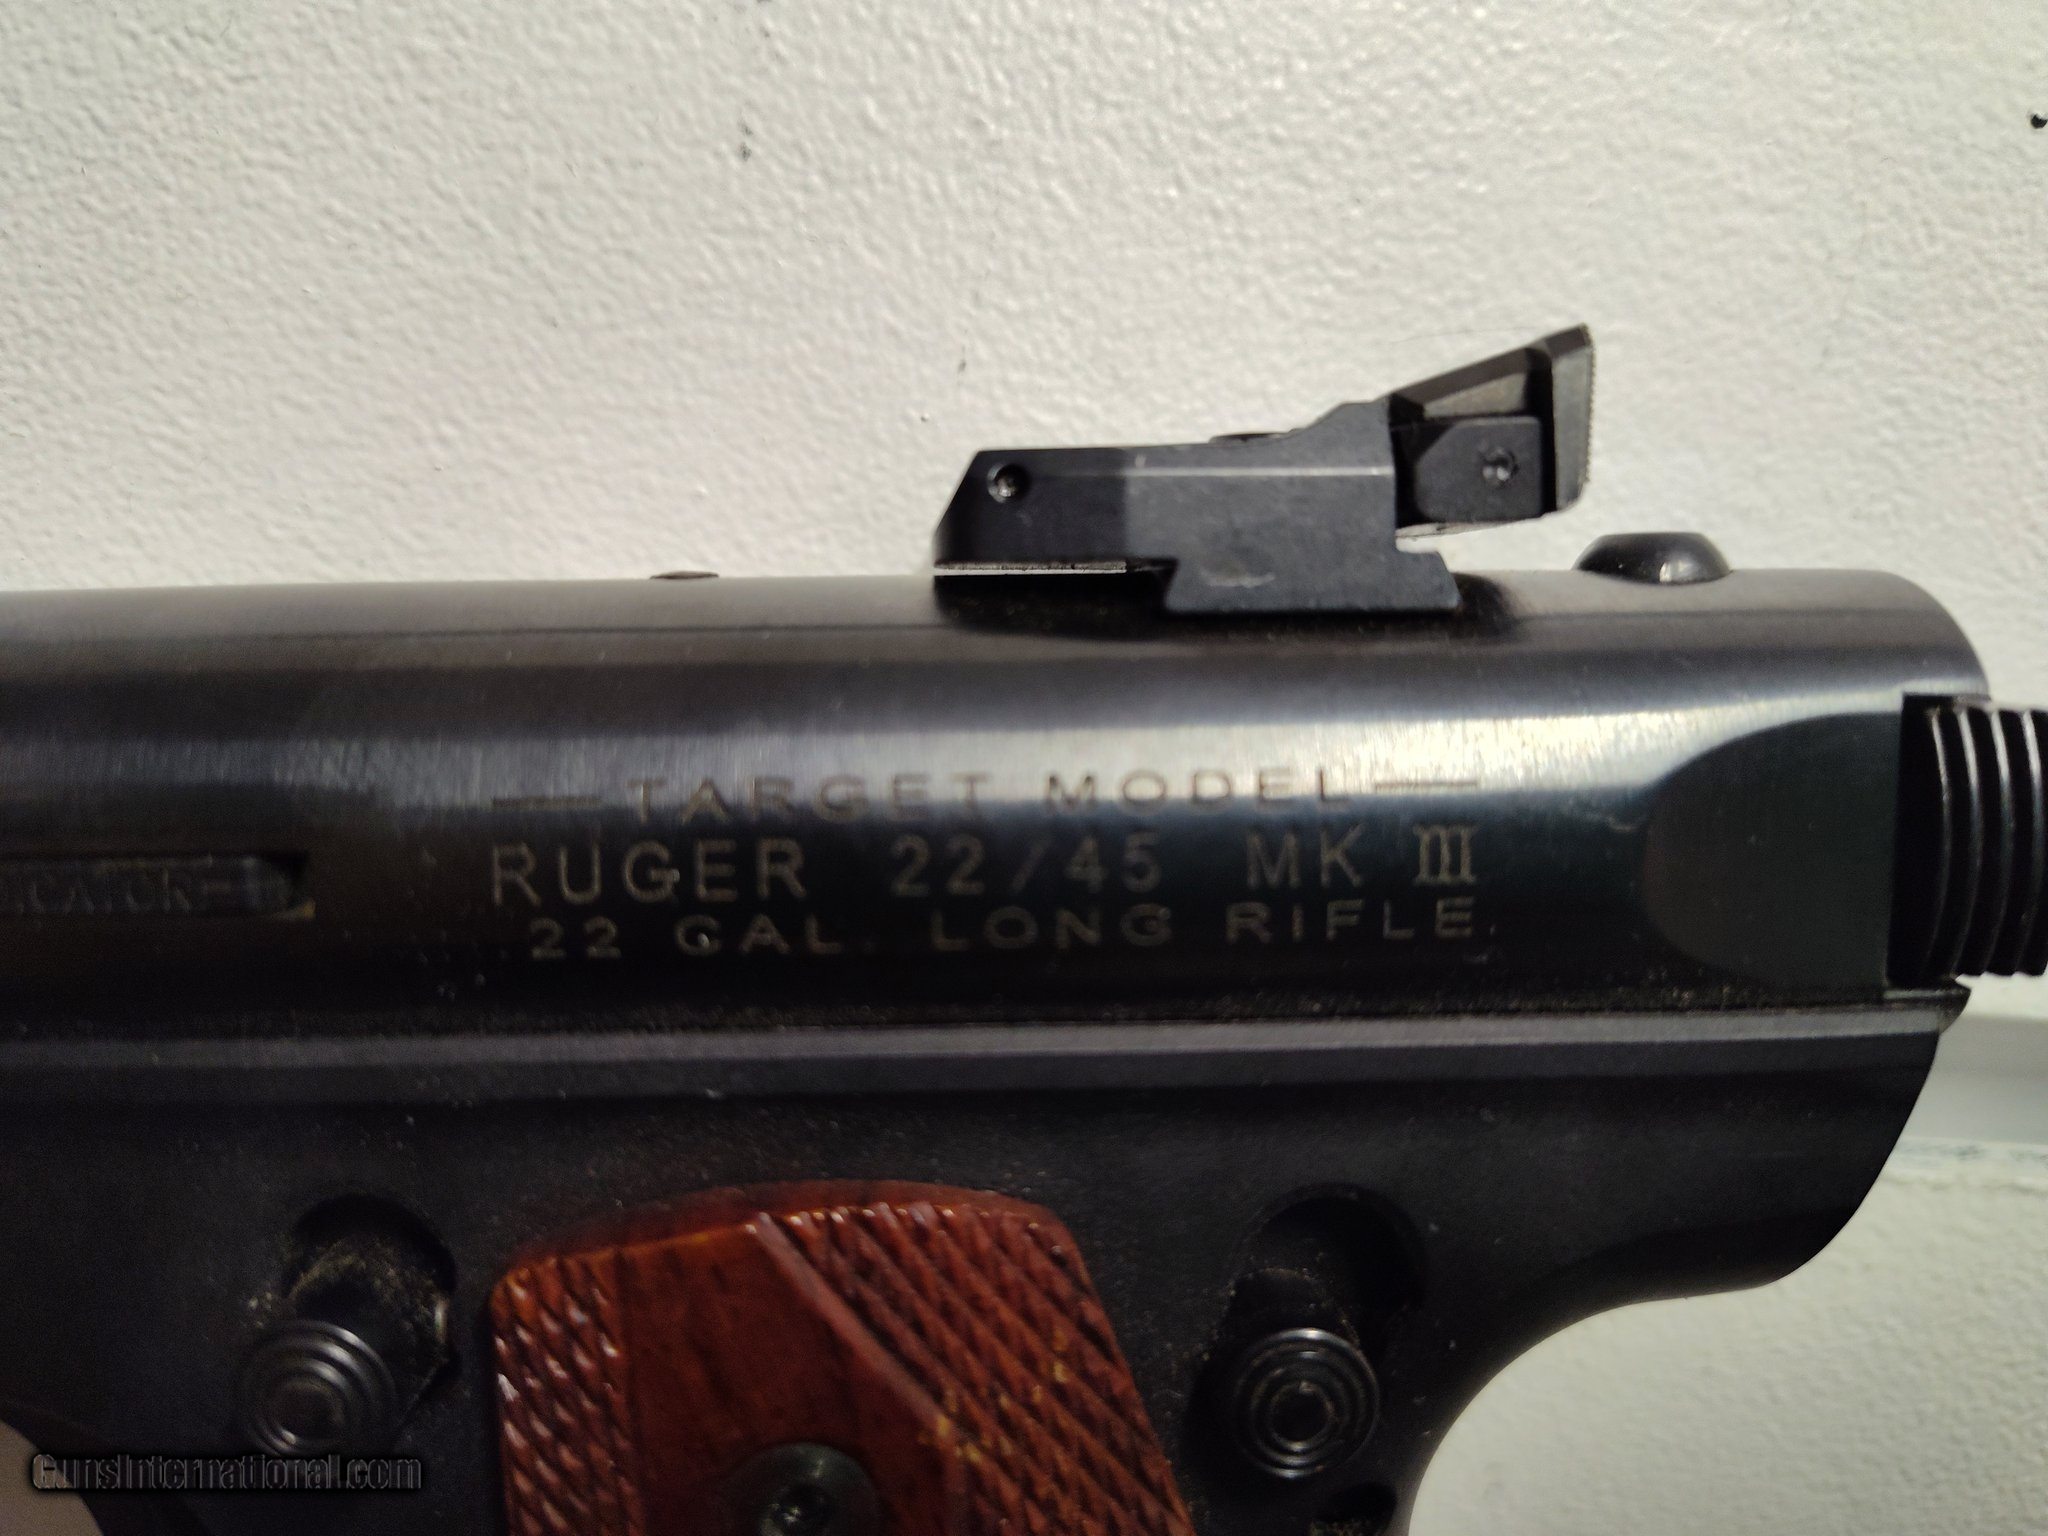 — TARGET MODEL —
RUGER 22/45 MK III
22 CAL. LONG RIFLE.
GunsInternational.com